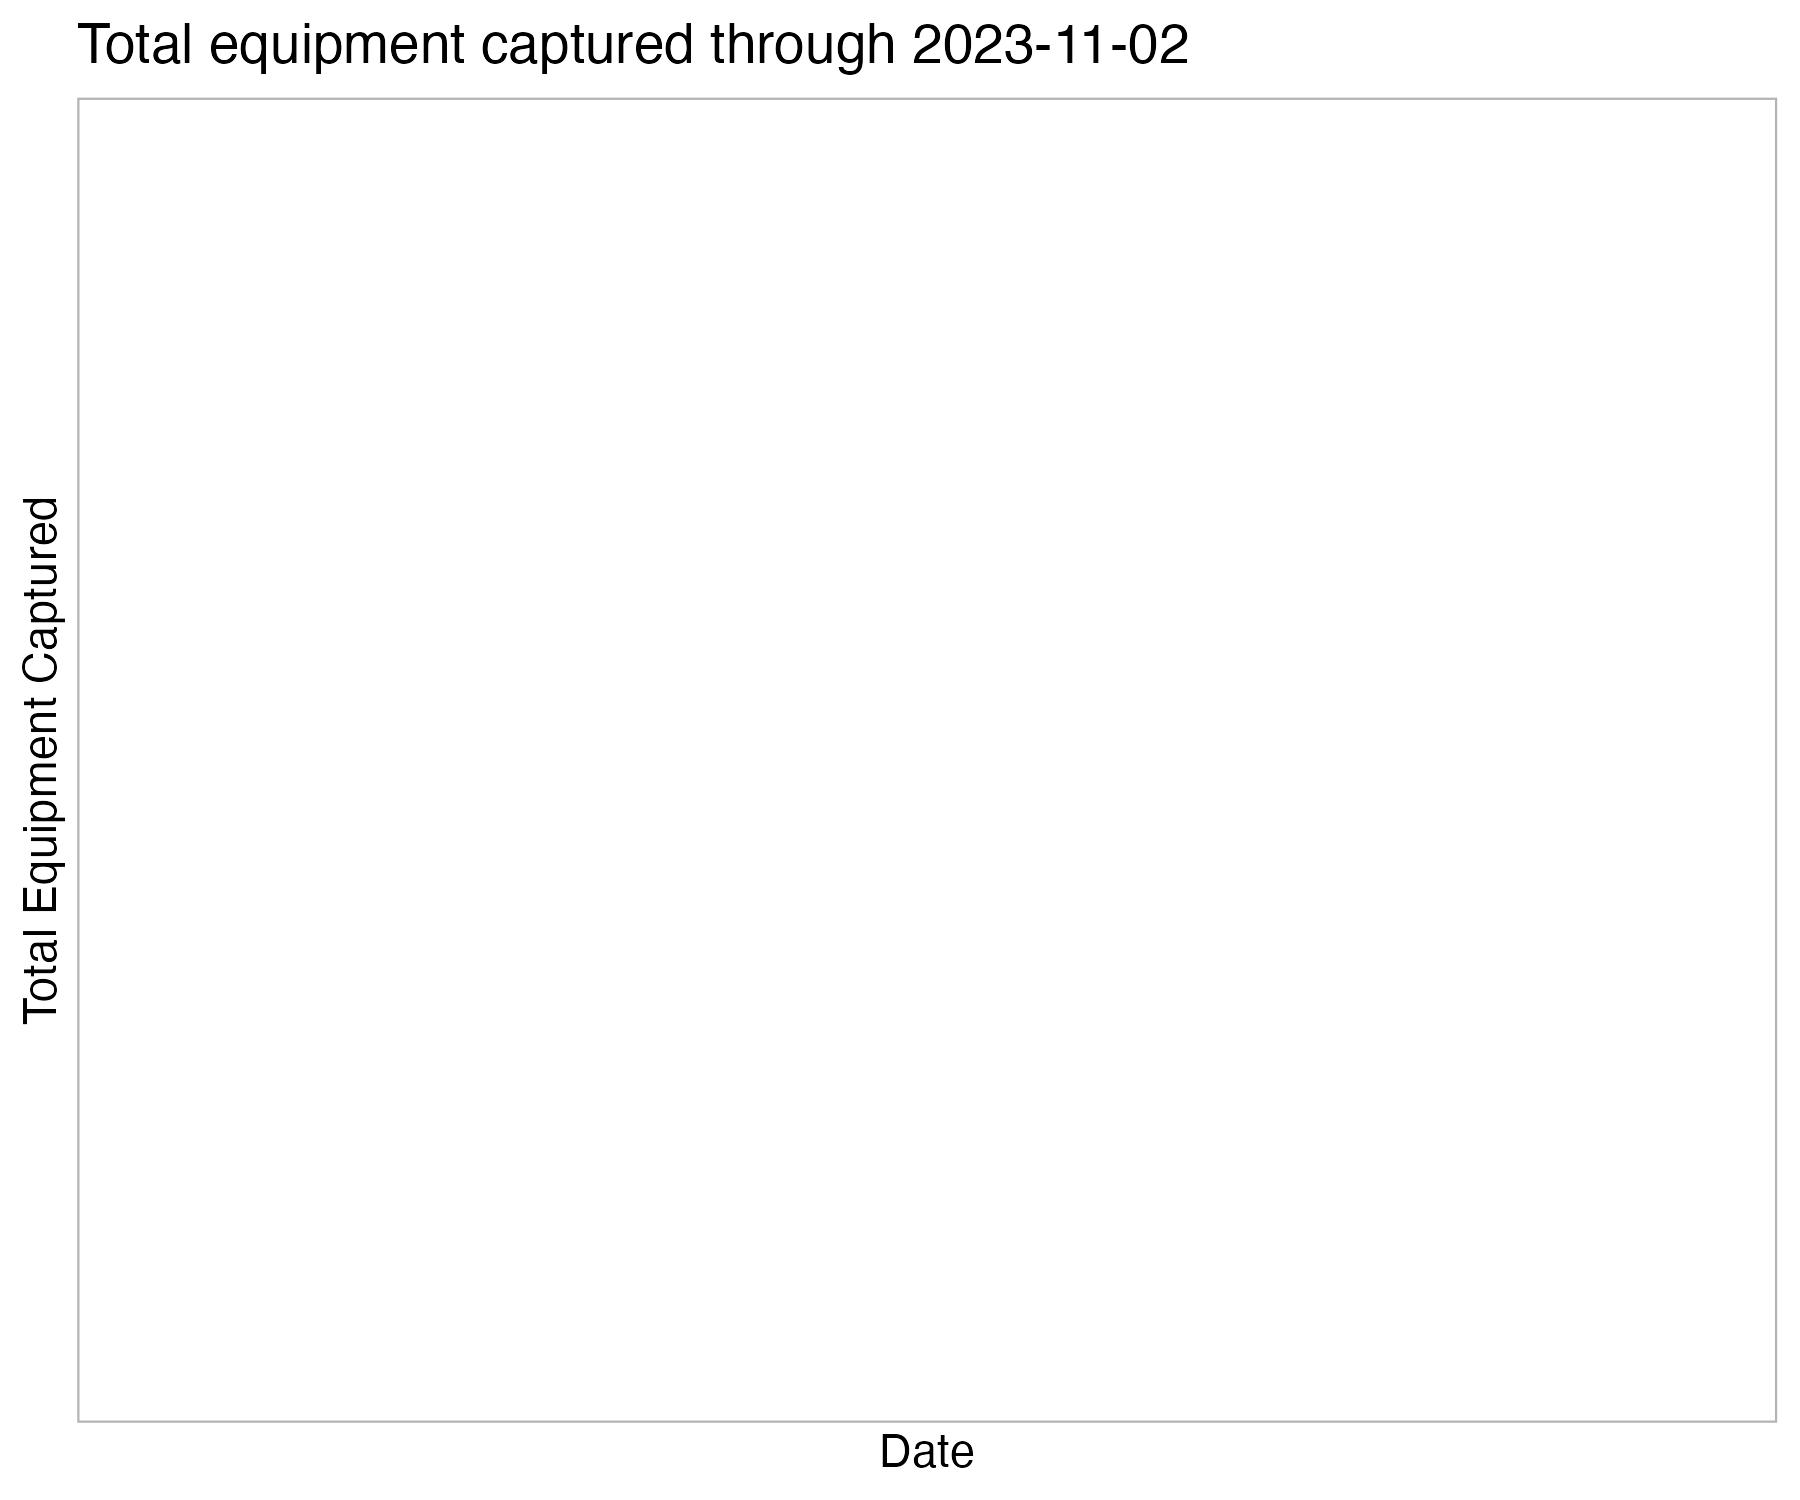 Total equipment captured through 2023-11-02
Total Equipment Captured
Date